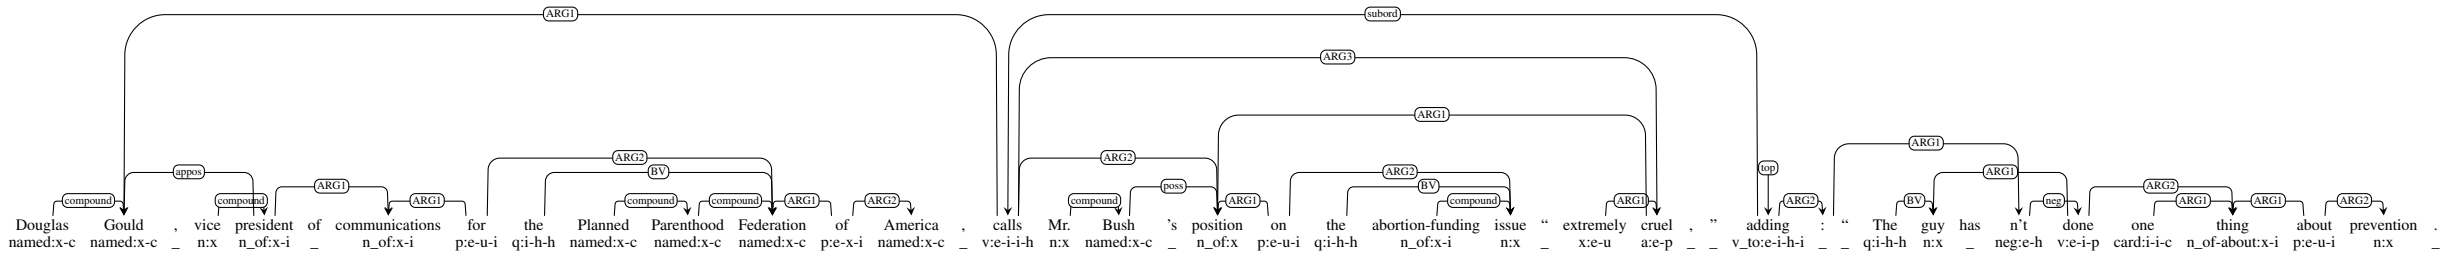 ARG1 subord
ARG3
ARG1
ARG1
ARG2 ARG2
appos BV poss ARG2 top ARG1
compound compound ARG1 BV ARG2
compound ARG1 compound compound ARG1 ARG2 compound ARG1 compound ARG1 ARG2 BV neg ARG1 ARG1 ARG2
Douglas Gould , vice president of communications for the Planned Parenthood Federation of America , calls Mr. Bush 's position on the abortion-funding issue “ extremely cruel , ” adding : “ The guy has n't done one thing about prevention .
named:x-c named:x-c _ n:x n_of:x-i _ n_of:x-i p:e-u-i q:i-h-h named:x-c named:x-c named:x-c p:e-x-i named:x-c _ v:e-i-i-h n:x named:x-c _ n_of:x p:e-u-i q:i-h-h n_of:x-i n:x _ x:e-u a:e-p _ _ v_to:e-i-h-i _ _ q:i-h-h n:x _ neg:e-h v:e-i-p card:i-i-c n_of-about:x-i p:e-u-i n:x _